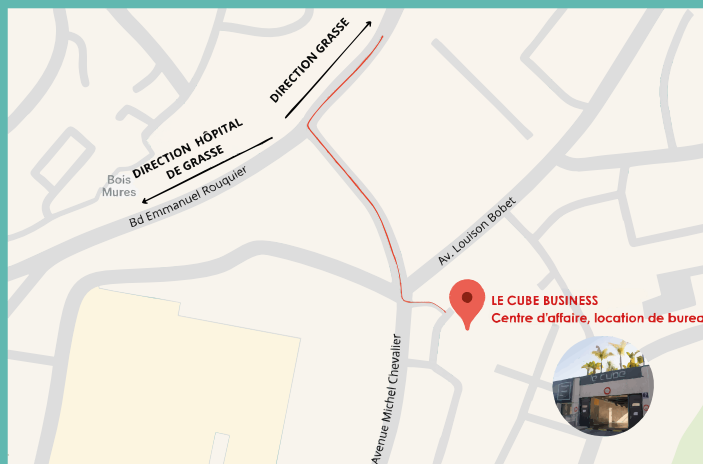 DIRECTION GRASSE
DIRECTION HÔPITAL
DE GRASSE
Bois
Mures
Bd Emmanuel Rouquier
Av. Louison Bobet
LE CUBE BUSINESS
Centre d'affaire, location de burea
Avenue Michel Chevalier
CUBE